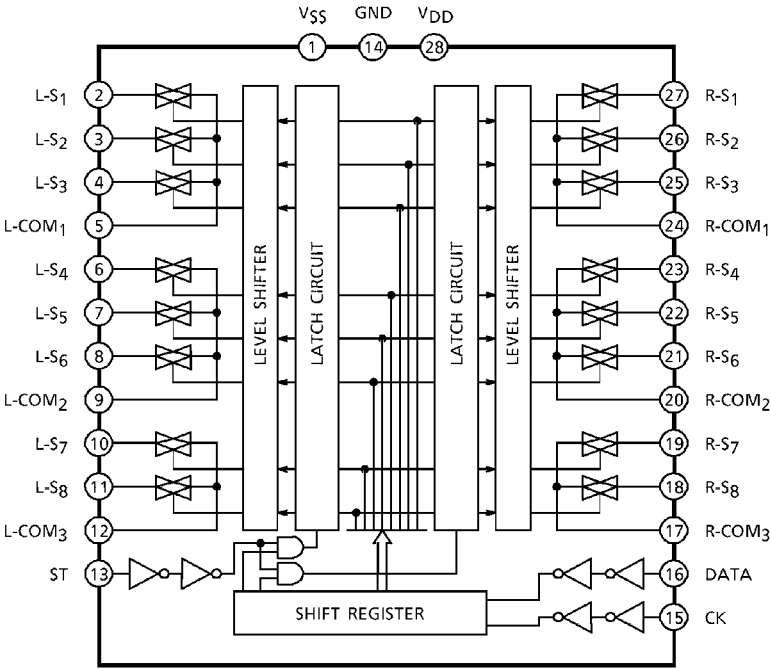 VSS GND VDD
1 14 28
L-S1 2 27 R-S1
L-S2 3 26 R-S2
L-S3 4 25 R-S3
L-COM1 5 24 R-COM1
L-S4 6 23 R-S4
L-S5 7 22 R-S5
L-S6 8 21 R-S6
L-COM2 9 20 R-COM2
L-S7 10 19 R-S7
L-S8 11 18 R-S8
L-COM3 12 17 R-COM3
ST 13 16 DATA
15 CK
LEVEL SHIFTER
LATCH CIRCUIT
LATCH CIRCUIT
LEVEL SHIFTER
SHIFT REGISTER